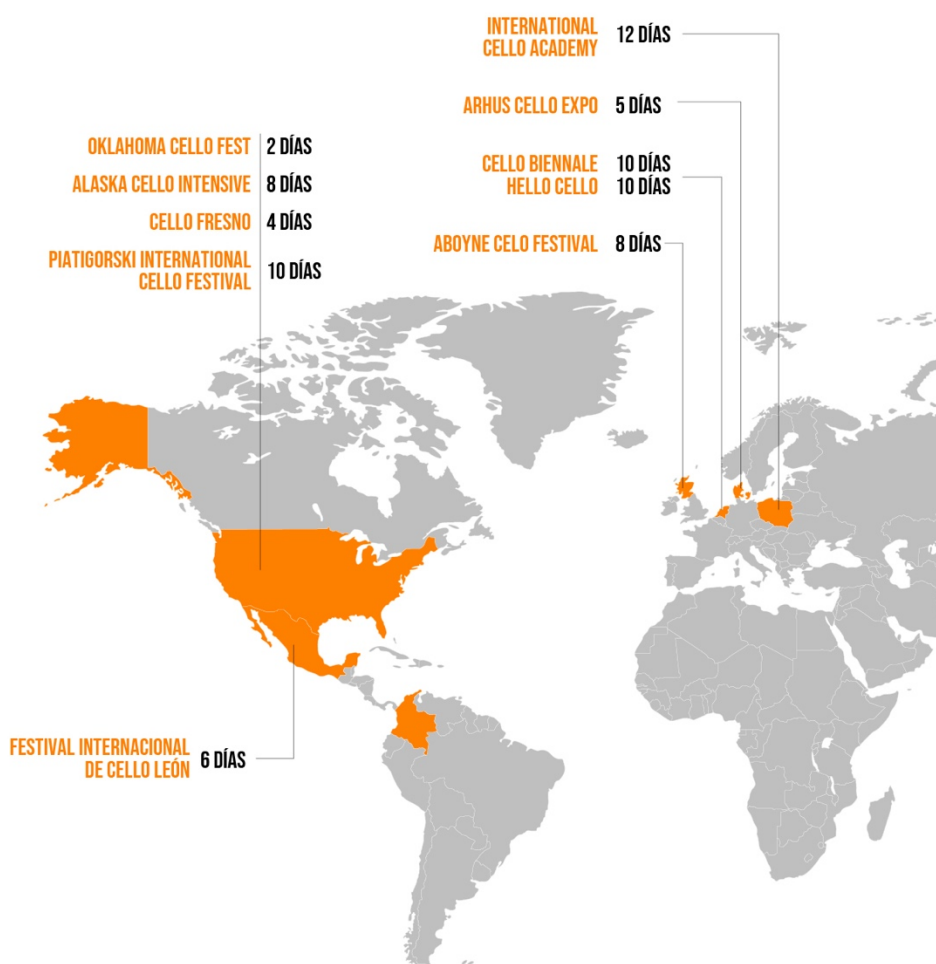 INTERNATIONAL
CELLO ACADEMY 12 DÍAS
ARHUS CELLO EXPO 5 DÍAS
CELLO BIENNALE 10 DÍAS
HELLO CELLO 10 DÍAS
ABOYNE CELO FESTIVAL 8 DÍAS
OKLAHOMA CELLO FEST 2 DÍAS
ALASKA CELLO INTENSIVE 8 DÍAS
CELLO FRESNO 4 DÍAS
PIATIGORSKI INTERNATIONAL
CELLO FESTIVAL 10 DÍAS
FESTIVAL INTERNACIONAL
DE CELLO LEÓN 6 DÍAS